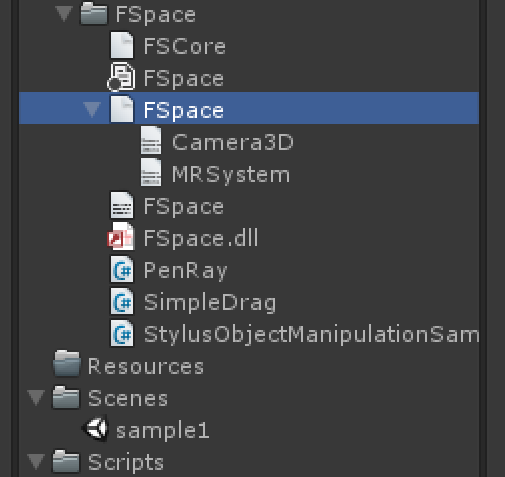 FSpace
FSCore
FSpace
FSpace
Camera3D
MRSystem
FSpace
FSpace.dll
PenRay
SimpleDrag
StylusObjectManipulationSam
Resources
Scenes
sample1
Scripts